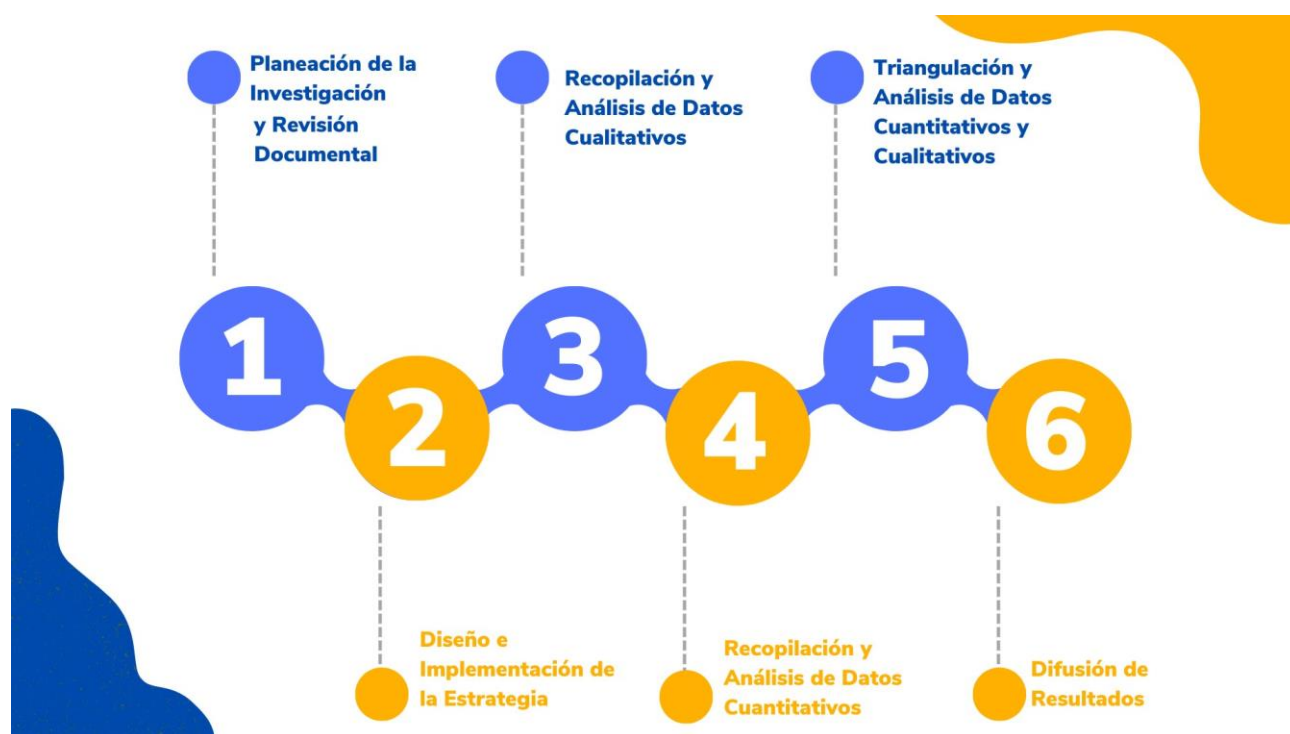 Planeación de la
Investigación
y Revisión
Documental
Recopilación y
Análisis de Datos
Cualitativos
Triangulación y
Análisis de Datos
Cuantitativos y
Cualitativos
1
2
3
4
5
6
Diseño e
Implementación de
la Estrategia
Recopilación y
Análisis de Datos
Cuantitativos
Difusión de
Resultados